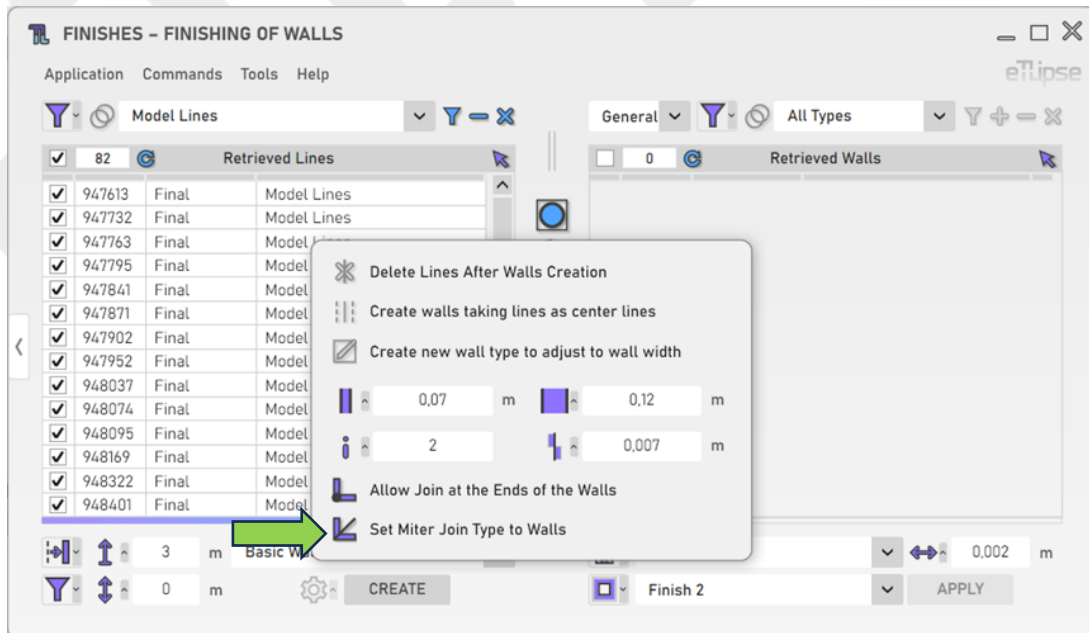 FINISHES – FINISHING OF WALLS
Application Commands Tools Help
eTLipse
Model Lines
General All Types
82 Retrieved Lines
0 Retrieved Walls
947613 Final Model Lines
947732 Final Model Lines
947763 Final Model
947795 Final Model
947841 Final Model
947871 Final Model
947902 Final Model
947952 Final Model
948037 Final Model
948074 Final Model
948095 Final Model
948169 Final Model
948322 Final Model
948401 Final Model
Delete Lines After Walls Creation
Create walls taking lines as center lines
Create new wall type to adjust to wall width
0,07 m 0,12 m
2 0,007 m
Allow Join at the Ends of the Walls
Set Miter Join Type to Walls
3 m Basic 0,002 m
0 m CREATE Finish 2 APPLY